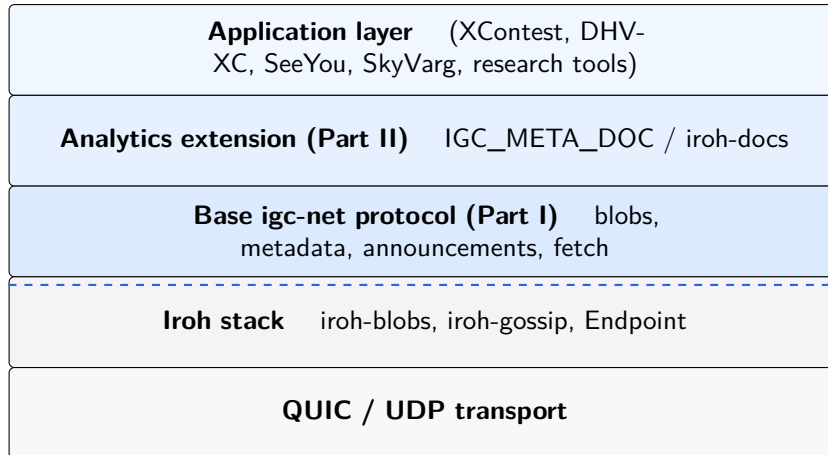 Application layer (XContest, DHV-
XC, SeeYou, SkyVarg, research tools)
Analytics extension (Part II) IGC_META_DOC / iroh-docs
Base igc-net protocol (Part I) blobs,
metadata, announcements, fetch
Iroh stack iroh-blobs, iroh-gossip, Endpoint
QUIC / UDP transport